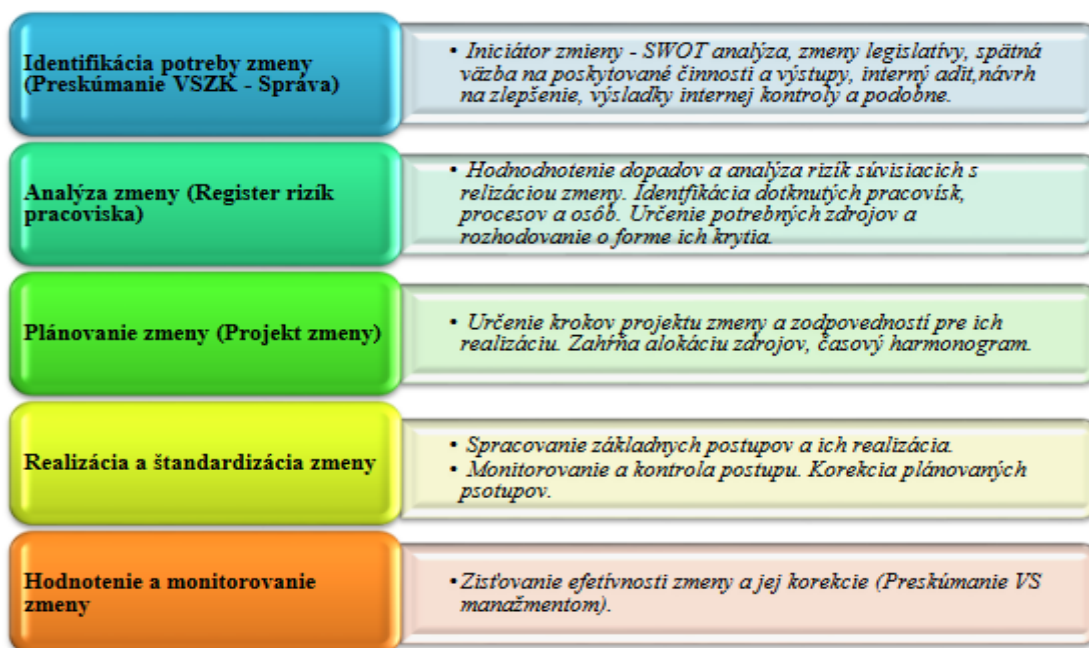 Identifikácia potreby zmeny
(Preskúmanie VSZK - Správa)
• Iniciátor zmieny - SWOT analýza, zmeny legislatívy, spätná
väzba na poskytované činnosti a výstupy, interný adit,návrh
na zlepšenie, výsladky internej kontroly a podobne.
Analýza zmeny (Register rizík
pracoviska)
• Hodnodnotenie dopadov a analýza rizík súvisiacich s
relizáciou zmeny. Identfikácia dotknutých pracovísk,
procesov a osôb. Určenie potrebných zdrojov a
rozhodovanie o forme ich krytia.
Plánovanie zmeny (Projekt zmeny)
• Určenie krokov projektu zmeny a zodpovedností pre ich
realizáciu. Zahŕňa alokáciu zdrojov, časový harmonogram.
Realizácia a štandardizácia zmeny
• Spracovanie základnych postupov a ich realizácia.
• Monitorovanie a kontrola postupu. Korekcia plánovaných
psotupov.
Hodnotenie a monitorovanie
zmeny
• Zisťovanie efetívnosti zmeny a jej korekcie (Preskúmanie VS
manažmentom).